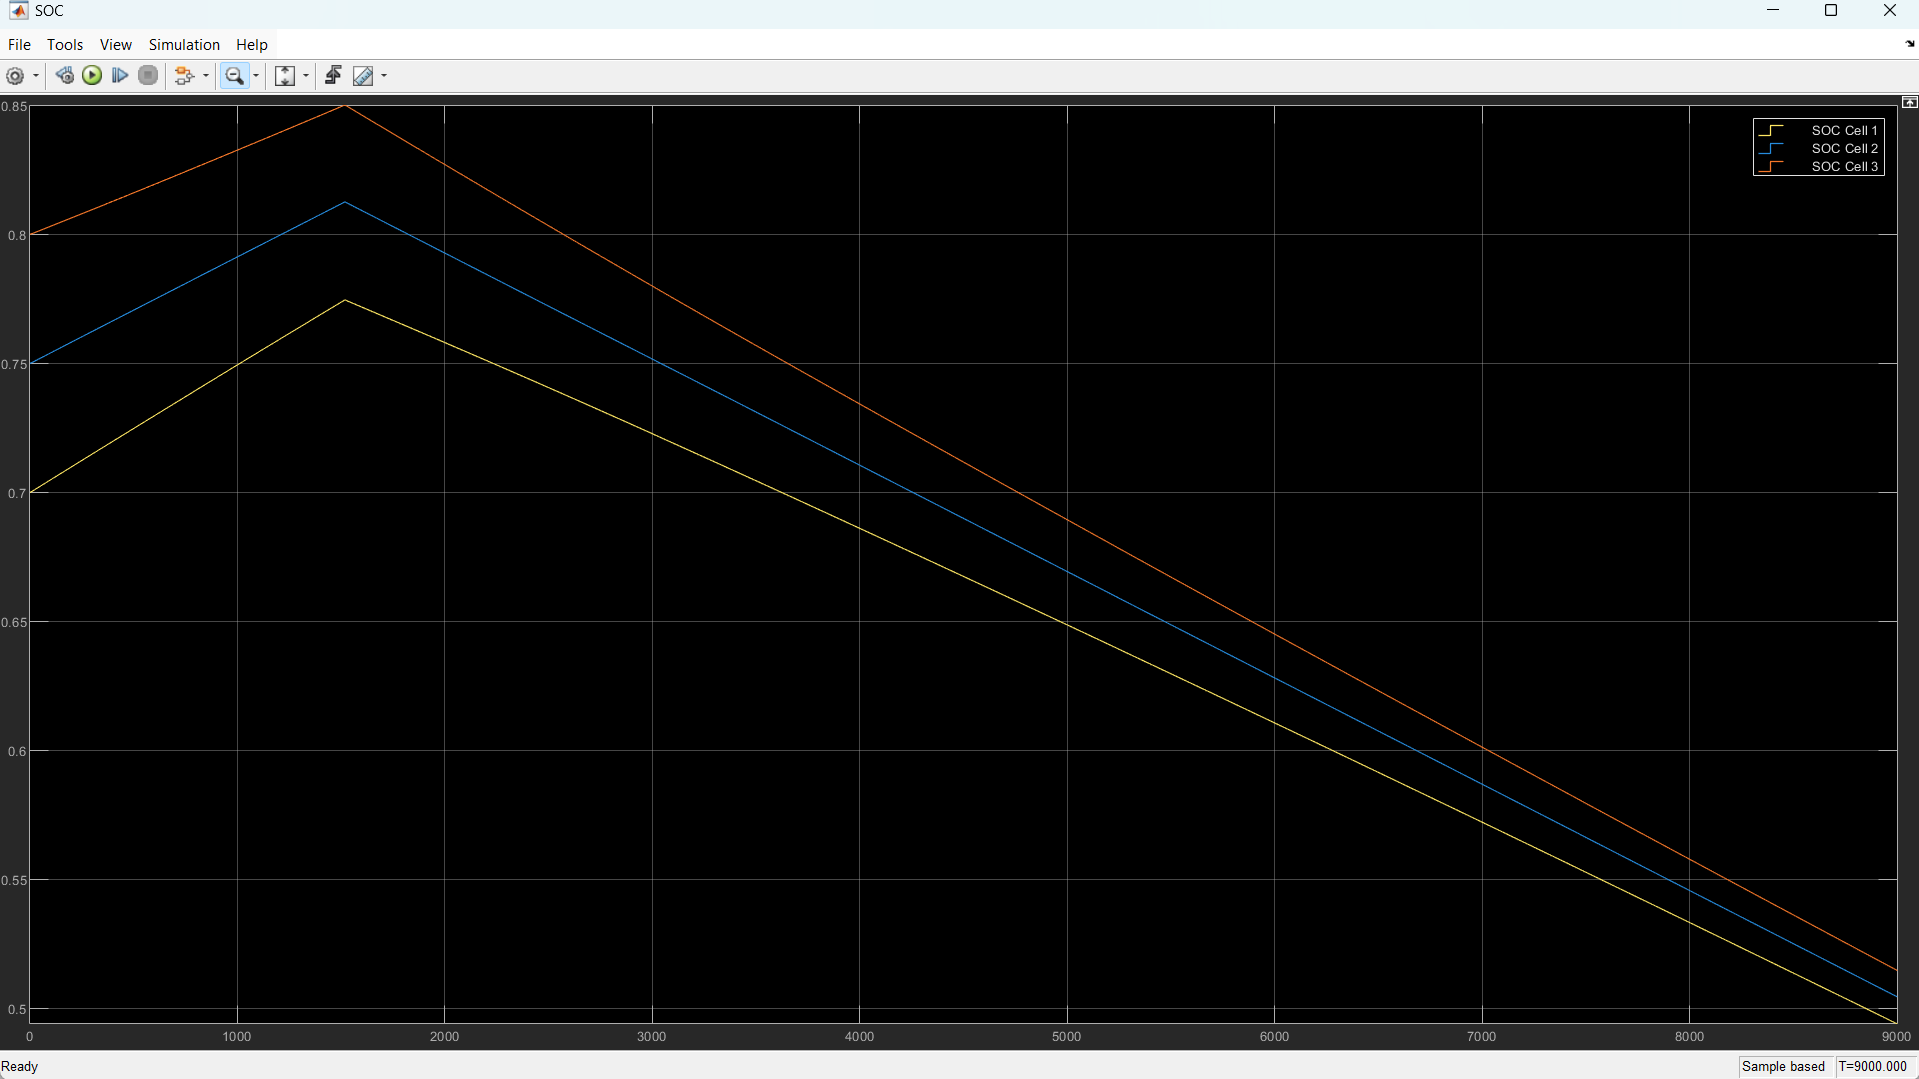 SOC
File Tools View Simulation Help
0.85
0.8
0.75
0.7
0.65
0.6
0.55
0.5
0 1000 2000 3000 4000 5000 6000 7000 8000 9000
SOC Cell 1
SOC Cell 2
SOC Cell 3
Ready Sample based T=9000.000